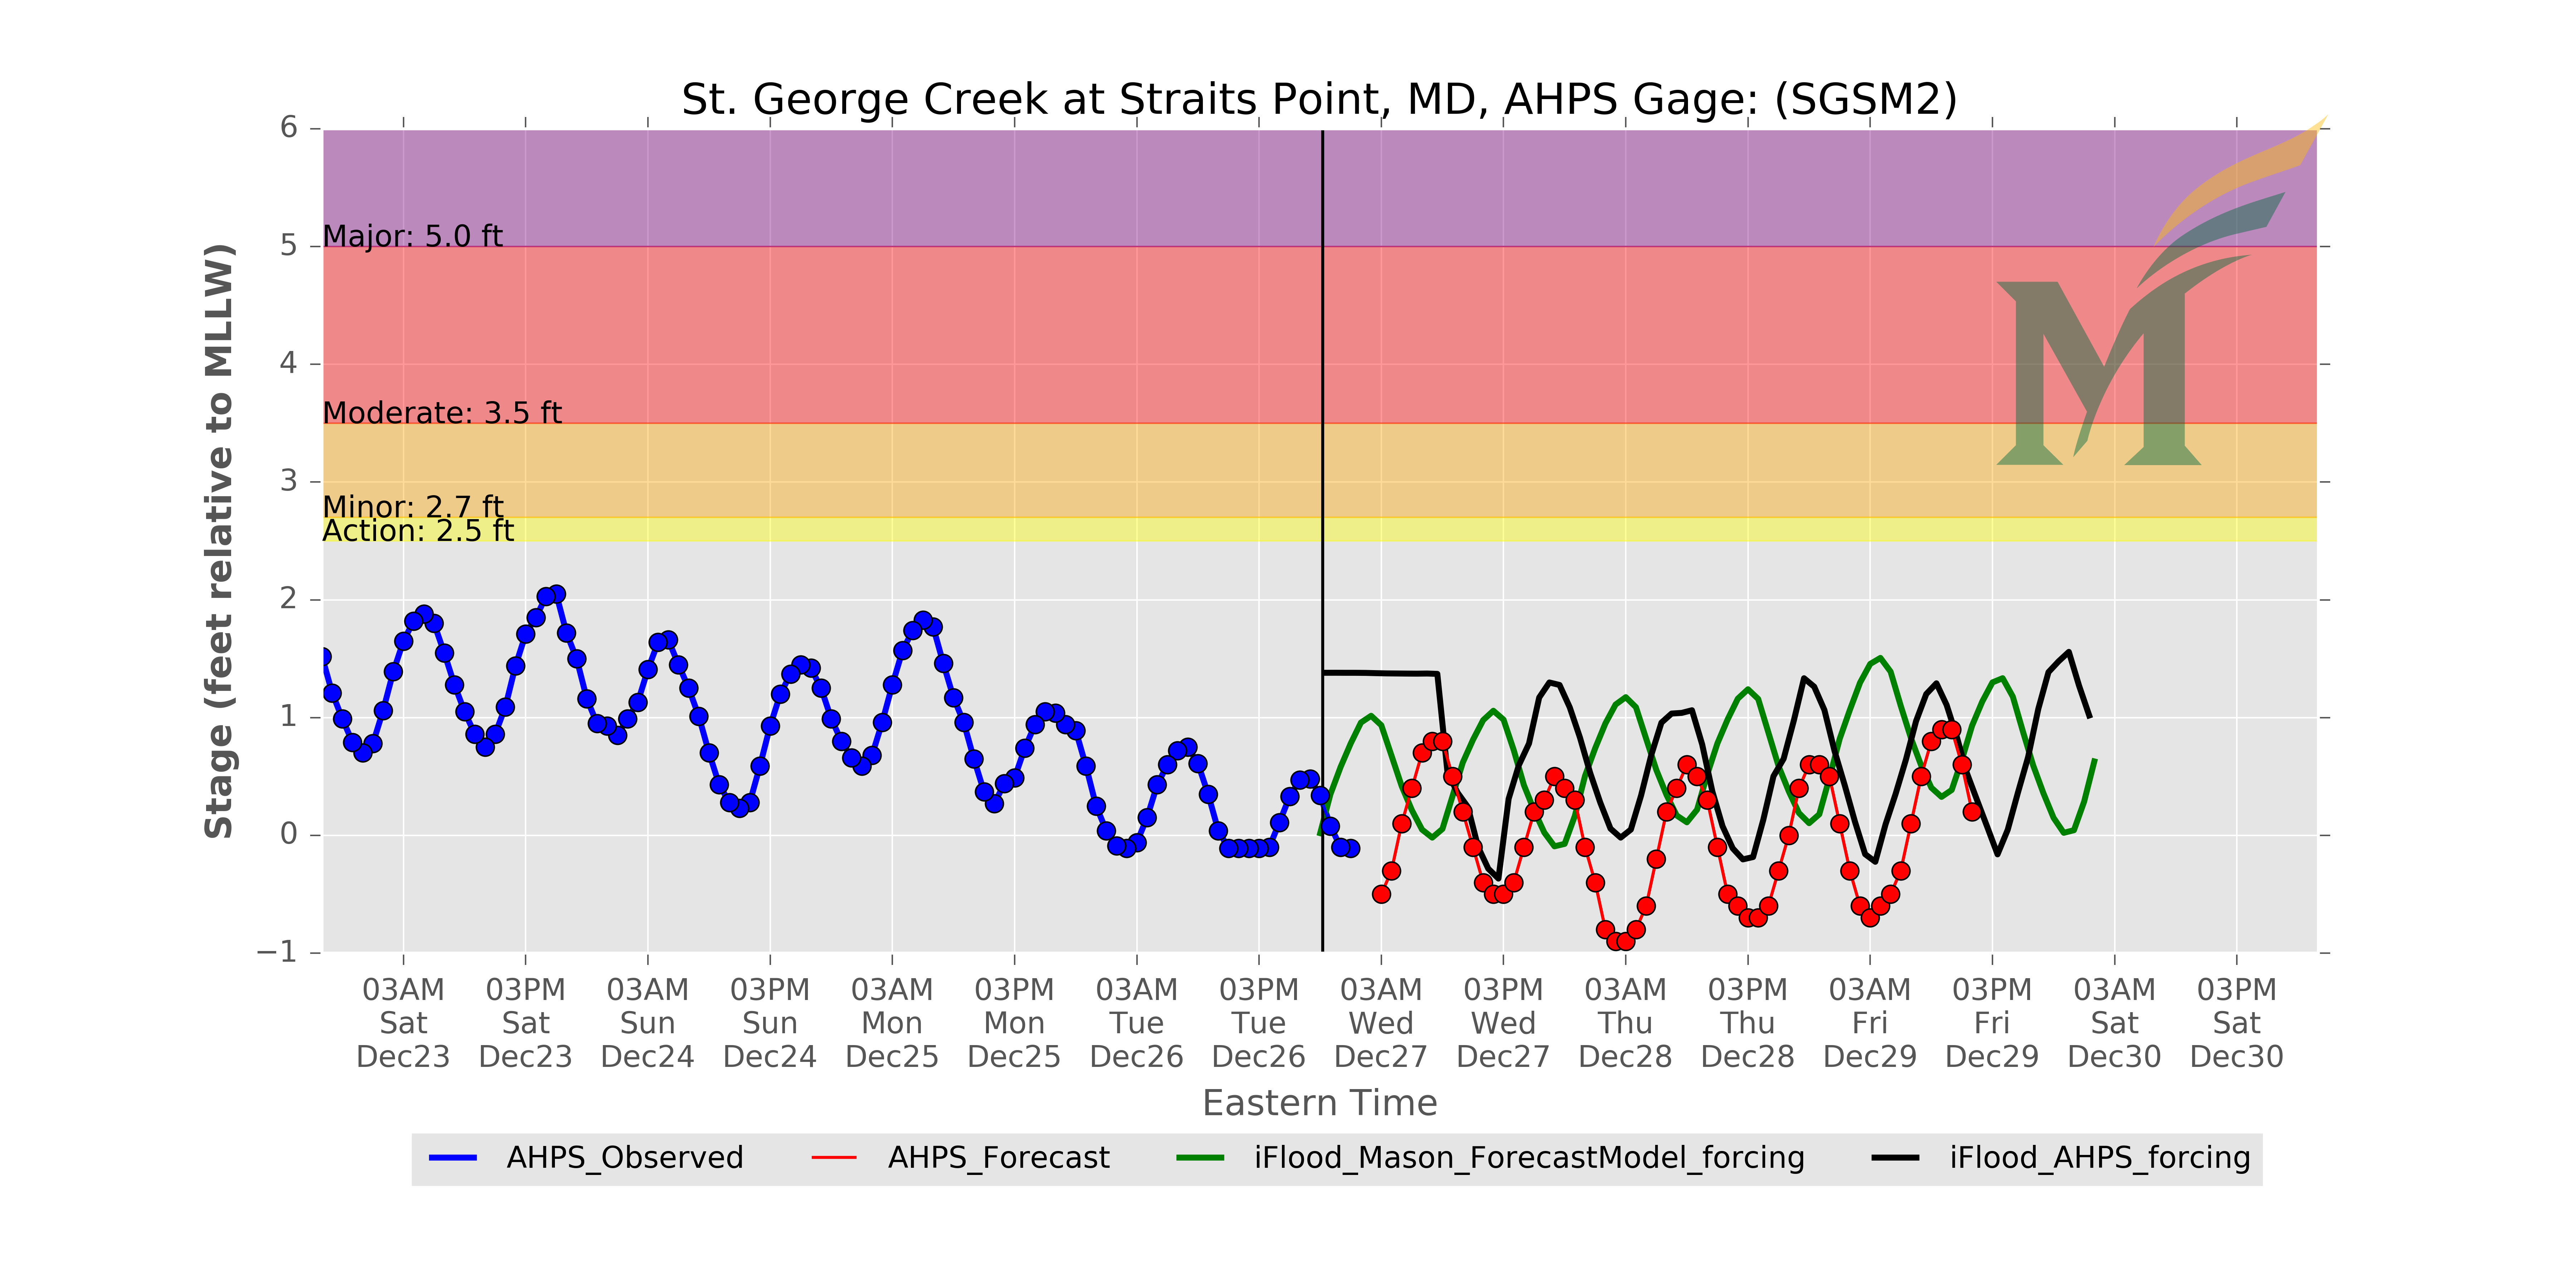 St. George Creek at Straits Point, MD, AHPS Gage: (SGSM2)
Stage (feet relative to MLLW)
6
5
4
3
2
1
0
−1
Major: 5.0 ft
Moderate: 3.5 ft
Minor: 2.7 ft
Action: 2.5 ft
M
03AM 03PM 03AM 03PM 03AM 03PM 03AM 03PM 03AM 03PM 03AM 03PM 03AM 03PM 03AM 03PM
Sat Sat Sun Sun Mon Mon Tue Tue Wed Wed Thu Thu Fri Fri Sat Sat
Dec23 Dec23 Dec24 Dec24 Dec25 Dec25 Dec26 Dec26 Dec27 Dec27 Dec28 Dec28 Dec29 Dec29 Dec30 Dec30
Eastern Time
AHPS_Observed AHPS_Forecast iFlood_Mason_ForecastModel_forcing iFlood_AHPS_forcing